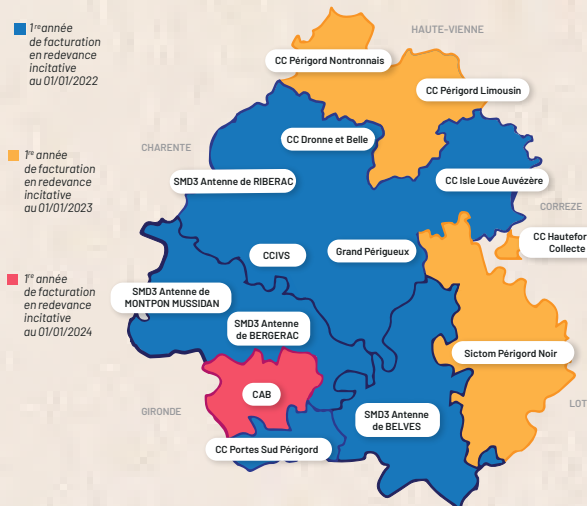 1re année
de facturation
en redevance
incitative
au 01/01/2022
1re année
de facturation
en redevance
incitative
au 01/01/2023
1re année
de facturation
en redevance
incitative
au 01/01/2024
HAUTE-VIENNE
CC Périgord Nontronnais
CC Périgord Limousin
CC Dronne et Belle
CHARENTE
SMD3 Antenne de RIBERAC
CC Isle Loue Auvézère
CORREZE
CC Hautefor
Collecte
CCIVS
Grand Périgueux
SMD3 Antenne de
MONTPON MUSSIDAN
SMD3 Antenne
de BERGERAC
Sictom Périgord Noir
CAB
GIRONDE
LOT
SMD3 Antenne
de BELVES
CC Portes Sud Périgord